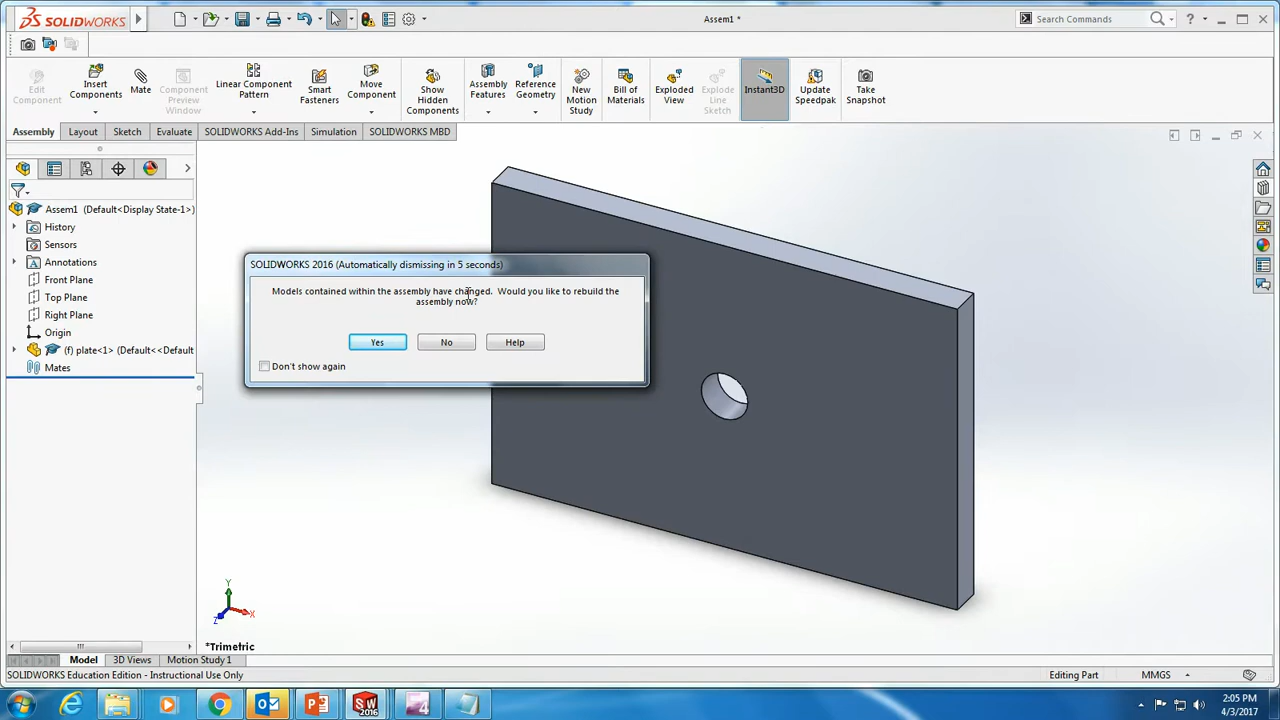 SOLIDWORKS
Assem1 *
Search Commands
Edit Component
Insert Components
Mate
Component Preview Window
Linear Component Pattern
Smart Fasteners
Move Component
Show Hidden Components
Assembly Features
Reference Geometry
New Motion Study
Bill of Materials
Exploded View
Explode Line Sketch
Instant3D
Update Speedpak
Take Snapshot
Assembly Layout Sketch Evaluate SOLIDWORKS Add-Ins Simulation SOLIDWORKS MBD
Assem1 (Default<Display State-1>)
History
Sensors
Annotations
Front Plane
Top Plane
Right Plane
Origin
(f) plate<1> (Default<<Default
Mates
SOLIDWORKS 2016 (Automatically dismissing in 5 seconds)
Models contained within the assembly have changed. Would you like to rebuild the
assembly now?
Yes No Help
Don't show again
Y
X
Z
*Trimetric
Model 3D Views Motion Study 1
SOLIDWORKS Education Edition - Instructional Use Only
Editing Part
MMGS
2:05 PM
4/3/2017